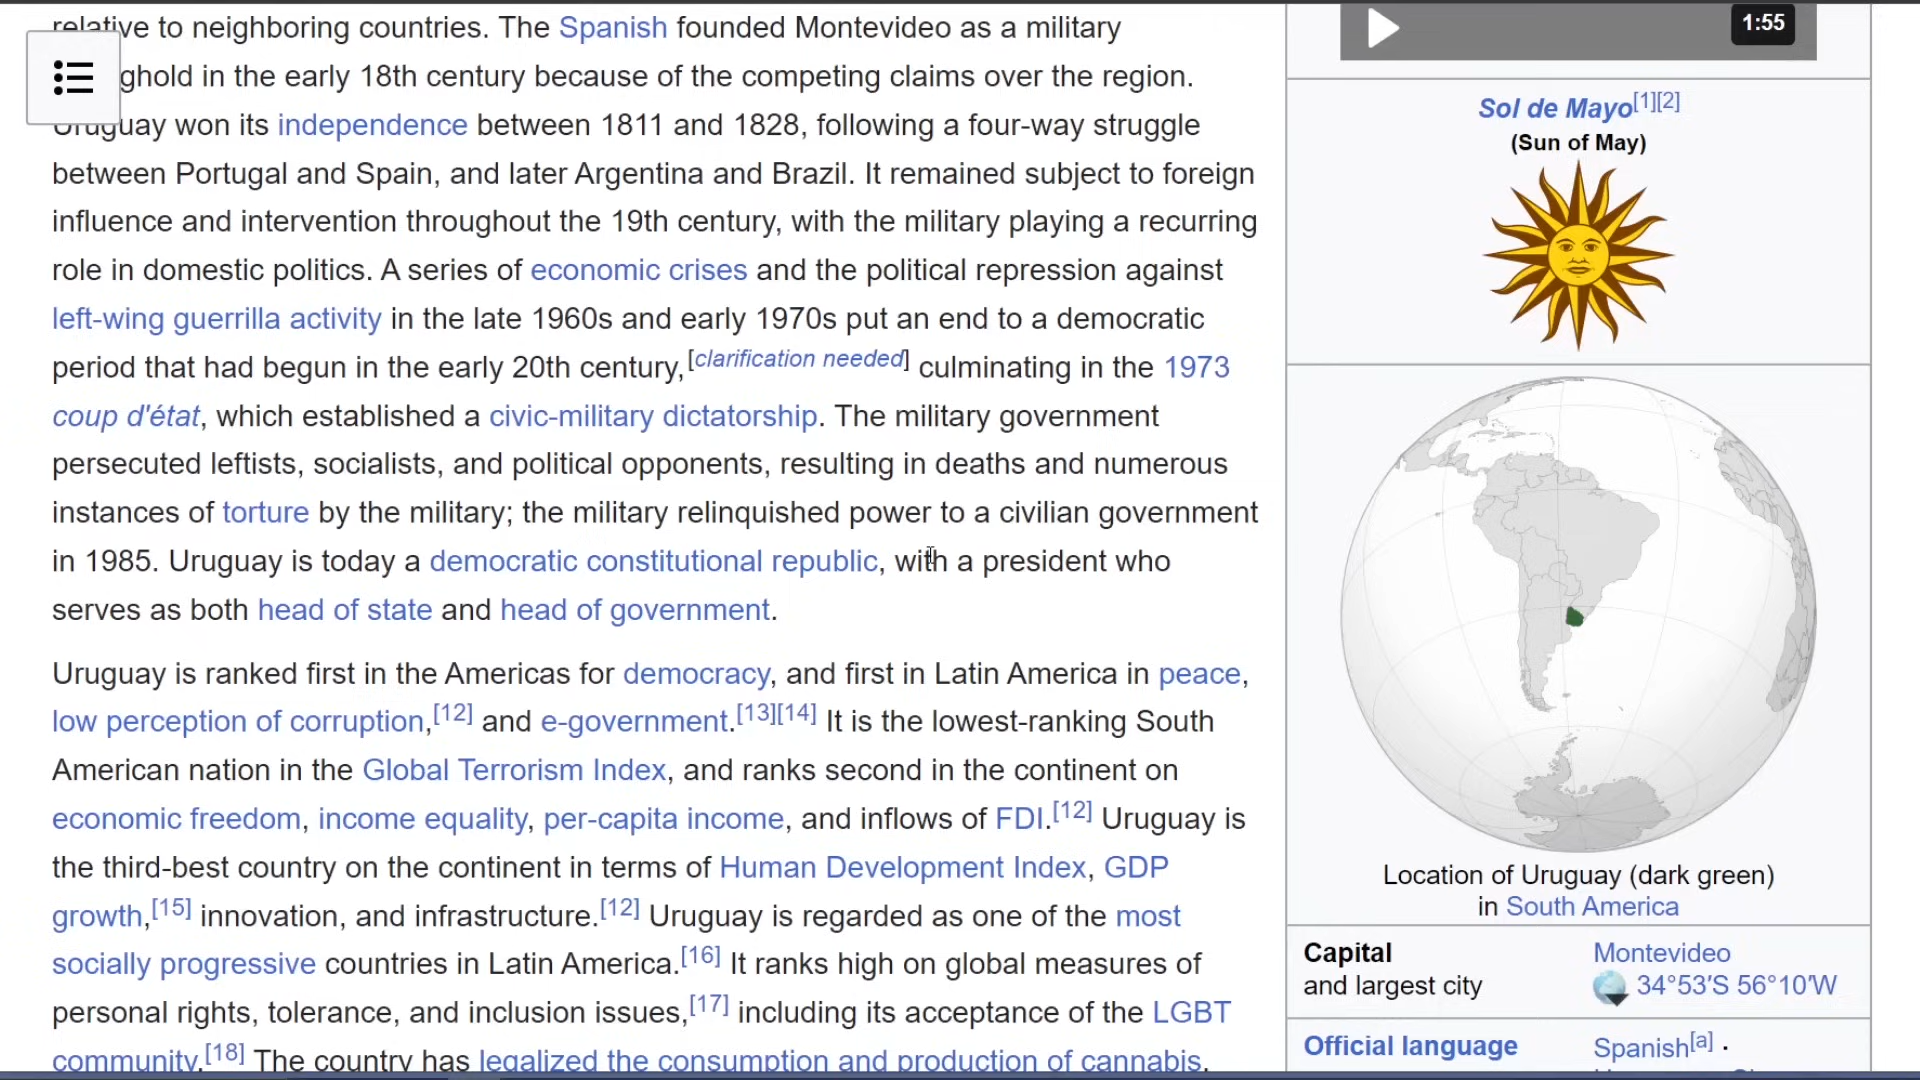 relative to neighboring countries. The Spanish founded Montevideo as a military
ghold in the early 18th century because of the competing claims over the region.
Uruguay won its independence between 1811 and 1828, following a four-way struggle
between Portugal and Spain, and later Argentina and Brazil. It remained subject to foreign
influence and intervention throughout the 19th century, with the military playing a recurring
role in domestic politics. A series of economic crises and the political repression against
left-wing guerrilla activity in the late 1960s and early 1970s put an end to a democratic
period that had begun in the early 20th century,[clarification needed] culminating in the 1973
coup d'état, which established a civic-military dictatorship. The military government
persecuted leftists, socialists, and political opponents, resulting in deaths and numerous
instances of torture by the military; the military relinquished power to a civilian government
in 1985. Uruguay is today a democratic constitutional republic, with a president who
serves as both head of state and head of government.
Uruguay is ranked first in the Americas for democracy, and first in Latin America in peace,
low perception of corruption,[12] and e-government.[13][14] It is the lowest-ranking South
American nation in the Global Terrorism Index, and ranks second in the continent on
economic freedom, income equality, per-capita income, and inflows of FDI.[12] Uruguay is
the third-best country on the continent in terms of Human Development Index, GDP
growth,[15] innovation, and infrastructure.[12] Uruguay is regarded as one of the most
socially progressive countries in Latin America.[16] It ranks high on global measures of
personal rights, tolerance, and inclusion issues,[17] including its acceptance of the LGBT
community.[18] The country has legalized the consumption and production of cannabis,
1:55
Sol de Mayo[1][2]
(Sun of May)
Location of Uruguay (dark green)
in South America
Capital
and largest city
Montevideo
34°53′S 56°10′W
Official language
Spanish[a] ·